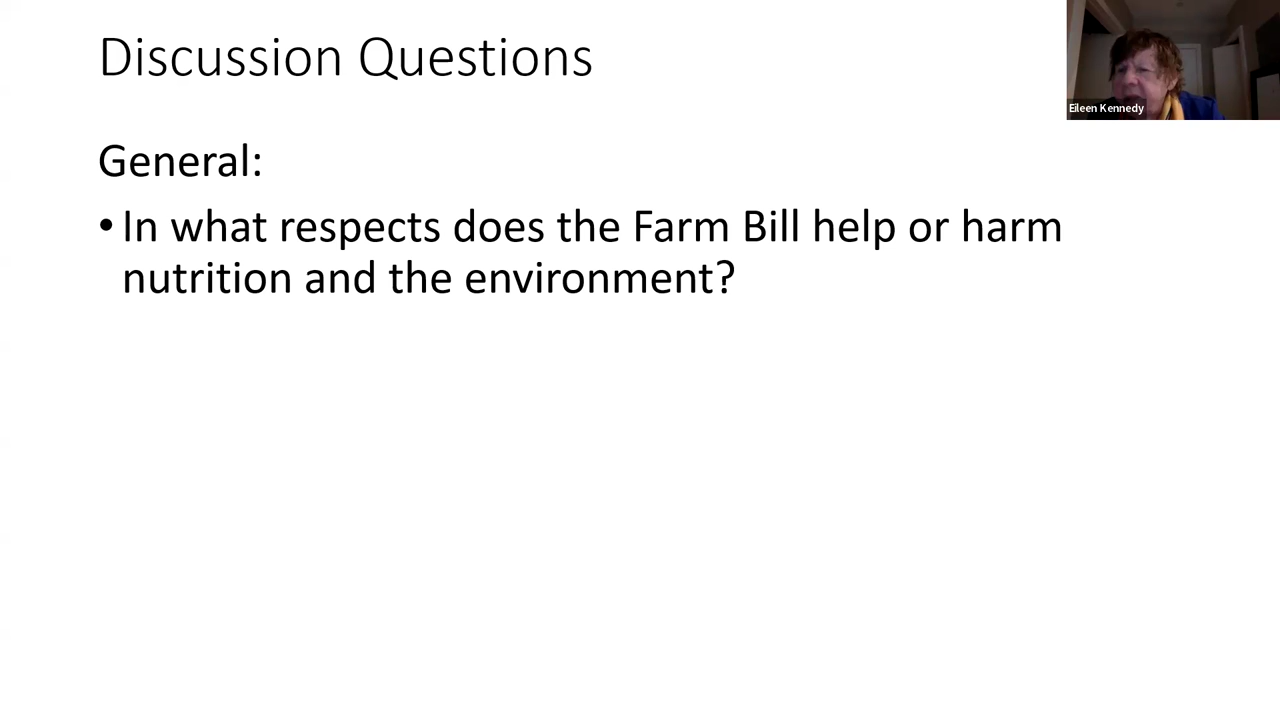 Discussion Questions
Eileen Kennedy
General:
• In what respects does the Farm Bill help or harm
nutrition and the environment?